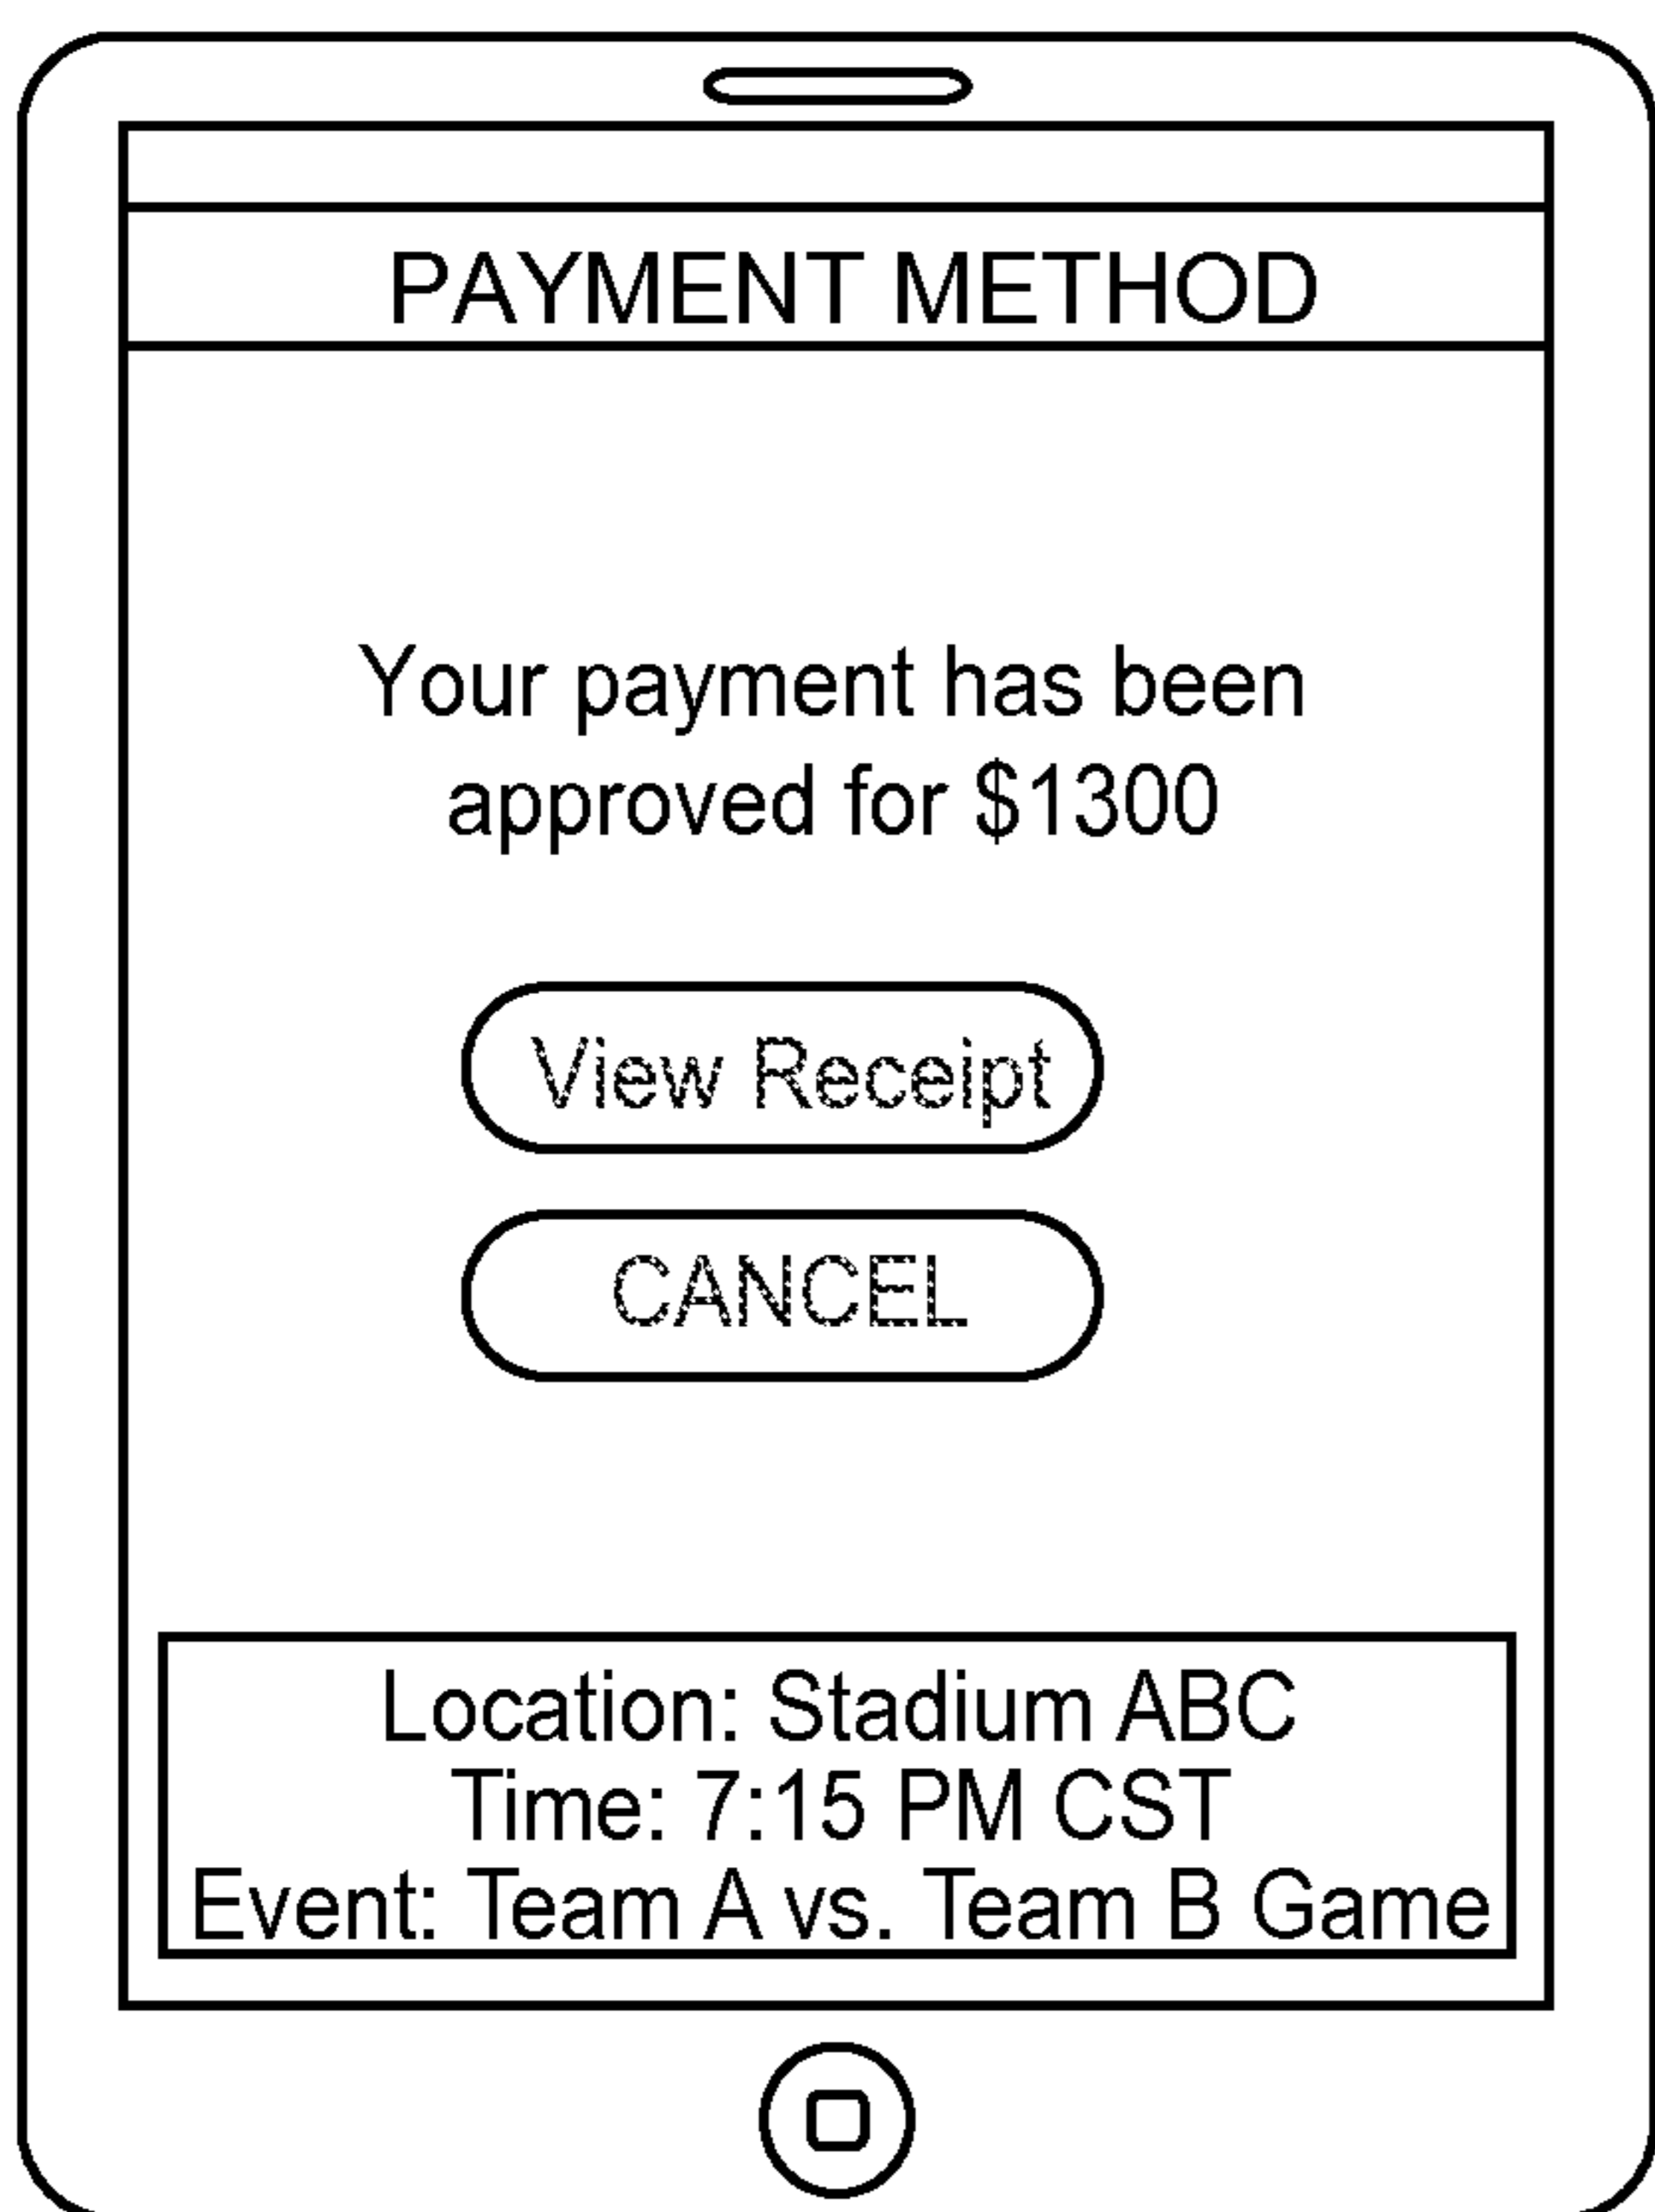 PAYMENT METHOD
Your payment has been
approved for $1300
View Receipt
CANCEL
Location: Stadium ABC
Time: 7:15 PM CST
Event: Team A vs. Team B Game